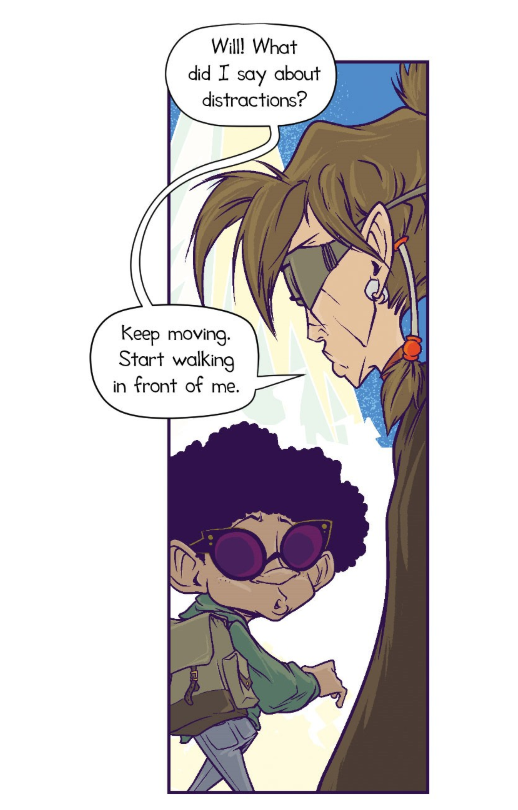 Will! What
did I say about
distractions?
Keep moving.
Start walking
in front of me.